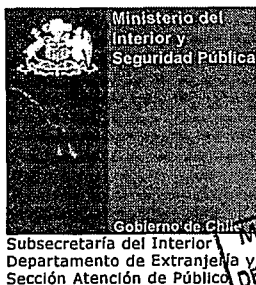 Ministerio del
Interior y
Seguridad Pública
Gobierno de Chile
Subsecretaría del Interior
Departamento de Extranjería y
Sección Atención de Público